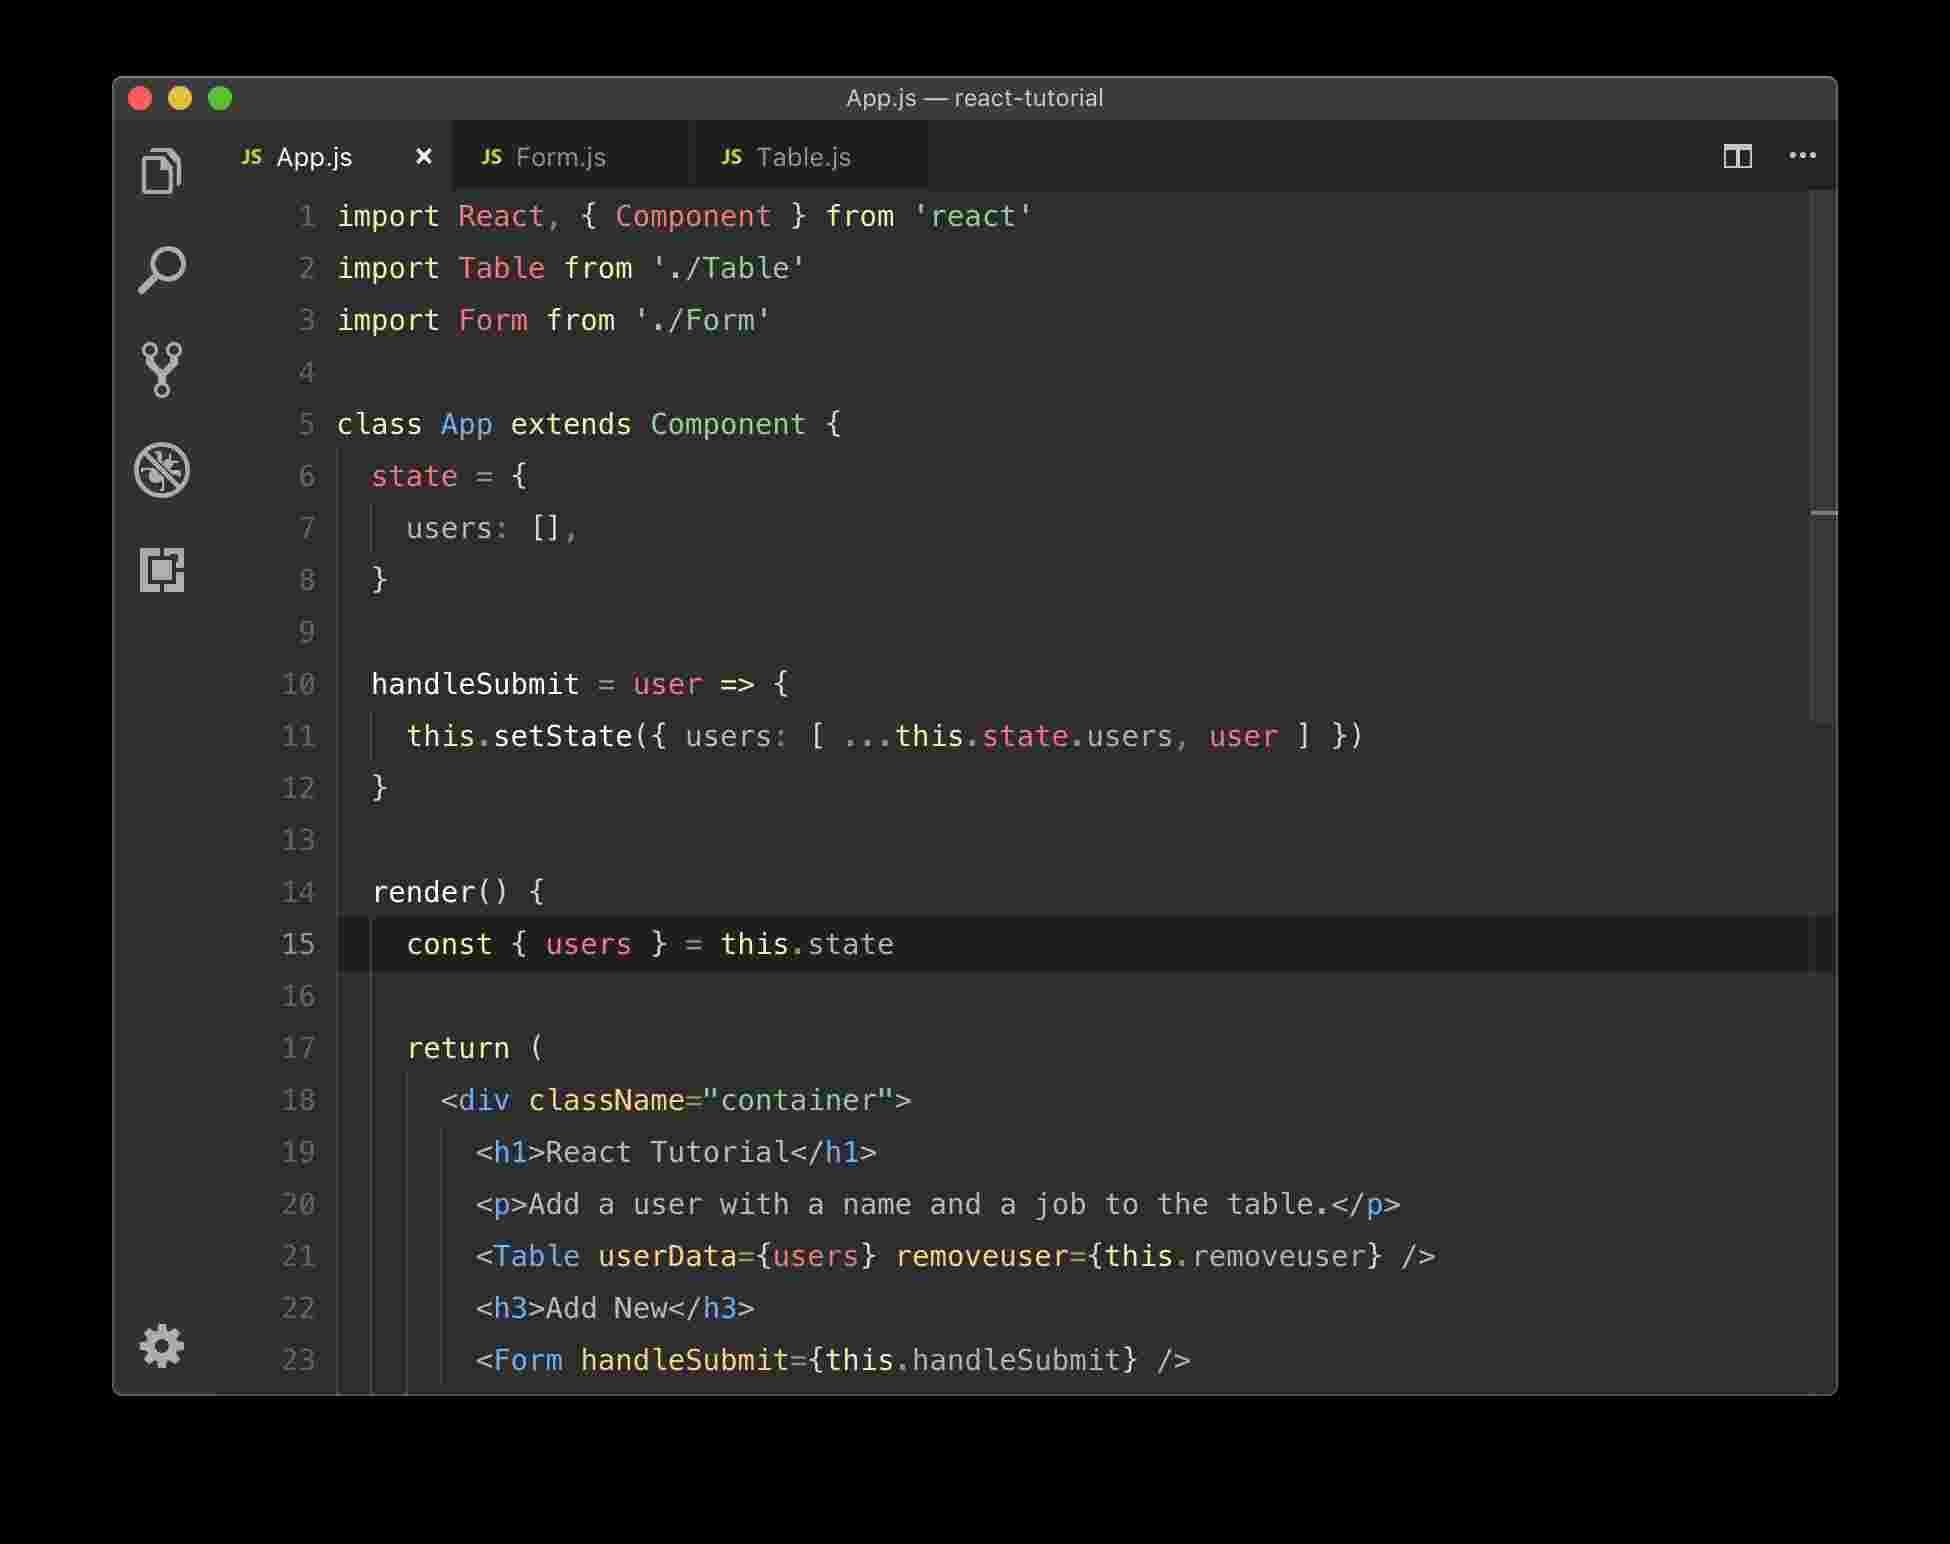 App.js — react-tutorial
JS App.js × JS Form.js JS Table.js
1 import React, { Component } from 'react'
2 import Table from './Table'
3 import Form from './Form'
4
5 class App extends Component {
6   state = {
7     users: [],
8   }
9
10   handleSubmit = user => {
11     this.setState({ users: [ ...this.state.users, user ] })
12   }
13
14   render() {
15     const { users } = this.state
16
17     return (
18       <div className="container">
19         <h1>React Tutorial</h1>
20         <p>Add a user with a name and a job to the table.</p>
21         <Table userData={users} removeuser={this.removeuser} />
22         <h3>Add New</h3>
23         <Form handleSubmit={this.handleSubmit} />